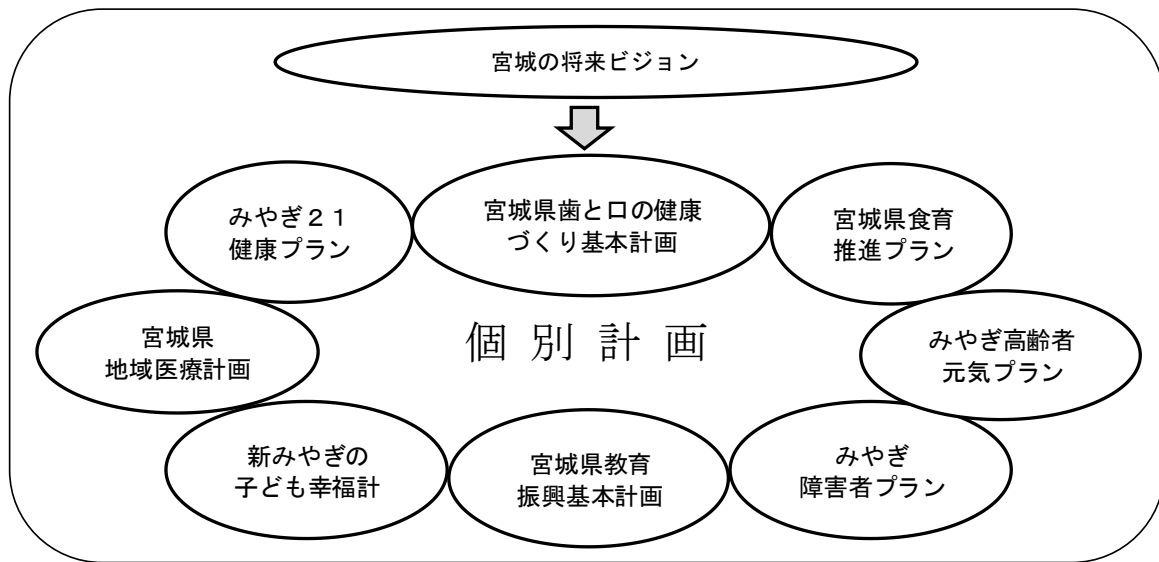 宮城の将来ビジョン
みやぎ２１
健康プラン
宮城県歯と口の健康
づくり基本計画
宮城県食育
推進プラン
宮城県
地域医療計画
個別計画
みやぎ高齢者
元気プラン
新みやぎの
子ども幸福計
宮城県教育
振興基本計画
みやぎ
障害者プラン